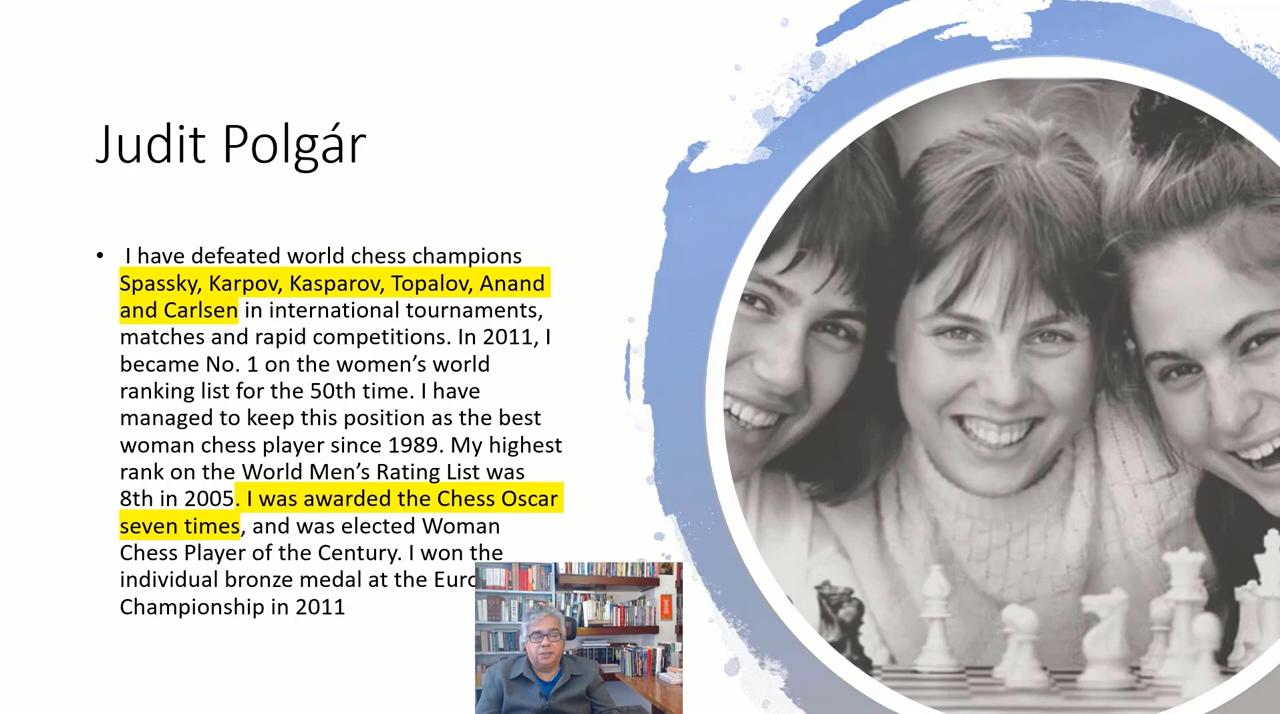 Judit Polgár
• I have defeated world chess champions
Spassky, Karpov, Kasparov, Topalov, Anand
and Carlsen in international tournaments,
matches and rapid competitions. In 2011, I
became No. 1 on the women’s world
ranking list for the 50th time. I have
managed to keep this position as the best
woman chess player since 1989. My highest
rank on the World Men’s Rating List was
8th in 2005. I was awarded the Chess Oscar
seven times, and was elected Woman
Chess Player of the Century. I won the
individual bronze medal at the
Championship in 2011